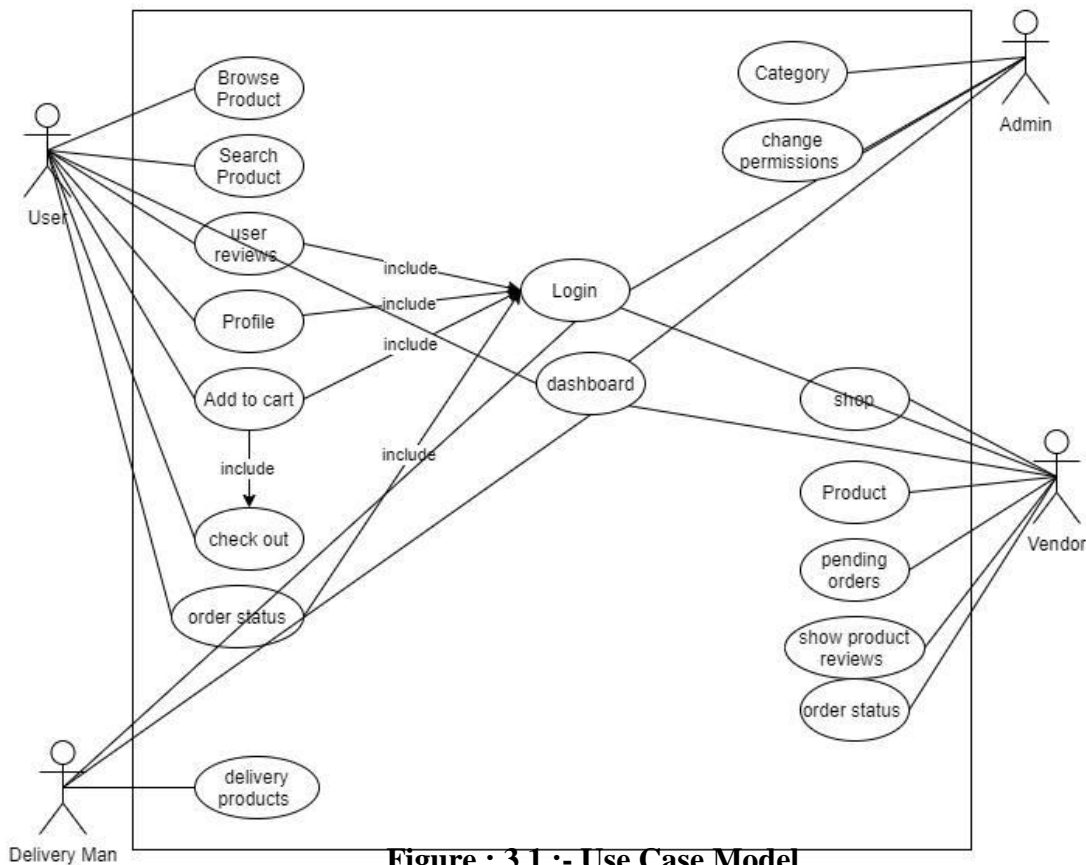 Browse
Product
Category
Admin
change
permissions
Search
Product
User
user
reviews
include
Login
include
Profile
include
dashboard
Add to cart
shop
include
include
Product
check out
Vendor
pending
orders
order status
show product
reviews
order status
delivery
products
Delivery Man
Figure : 3.1 :- Use Case Model